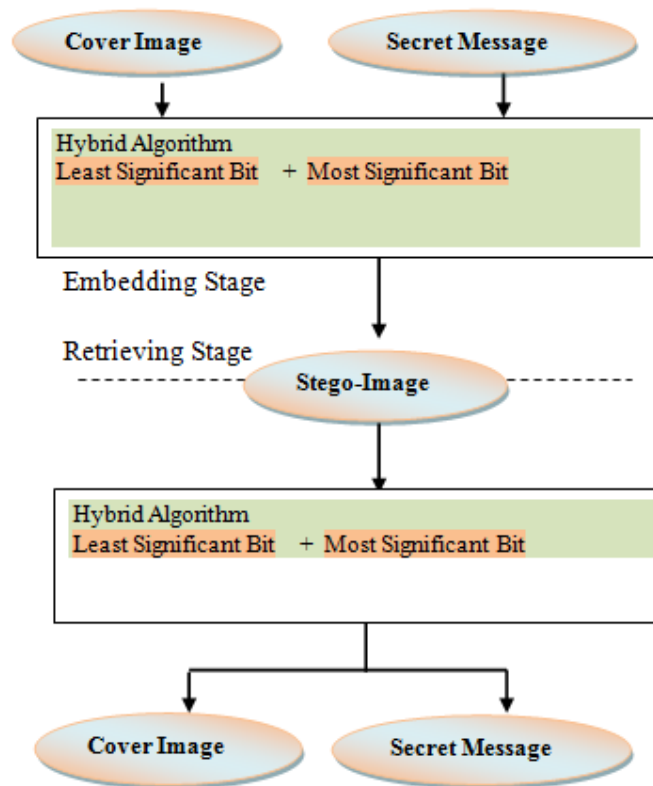 Cover Image
Secret Message
Hybrid Algorithm
Least Significant Bit + Most Significant Bit
Embedding Stage
Retrieving Stage
Stego-Image
Hybrid Algorithm
Least Significant Bit + Most Significant Bit
Cover Image
Secret Message